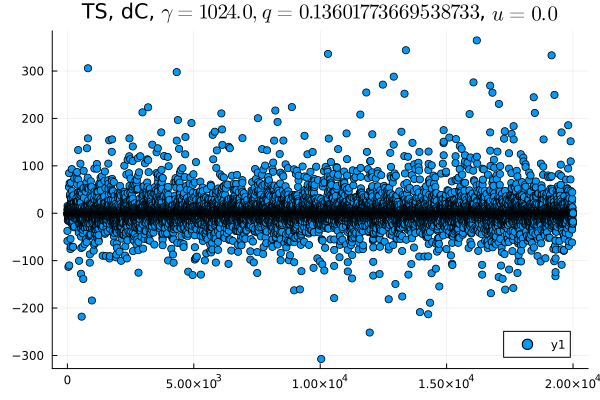 TS, dC, γ = 1024.0, q = 0.13601773669538733, u = 0.0
300
200
100
0
−100
−200
−300
y1
0 5.00×10³ 1.00×10⁴ 1.50×10⁴ 2.00×10⁴